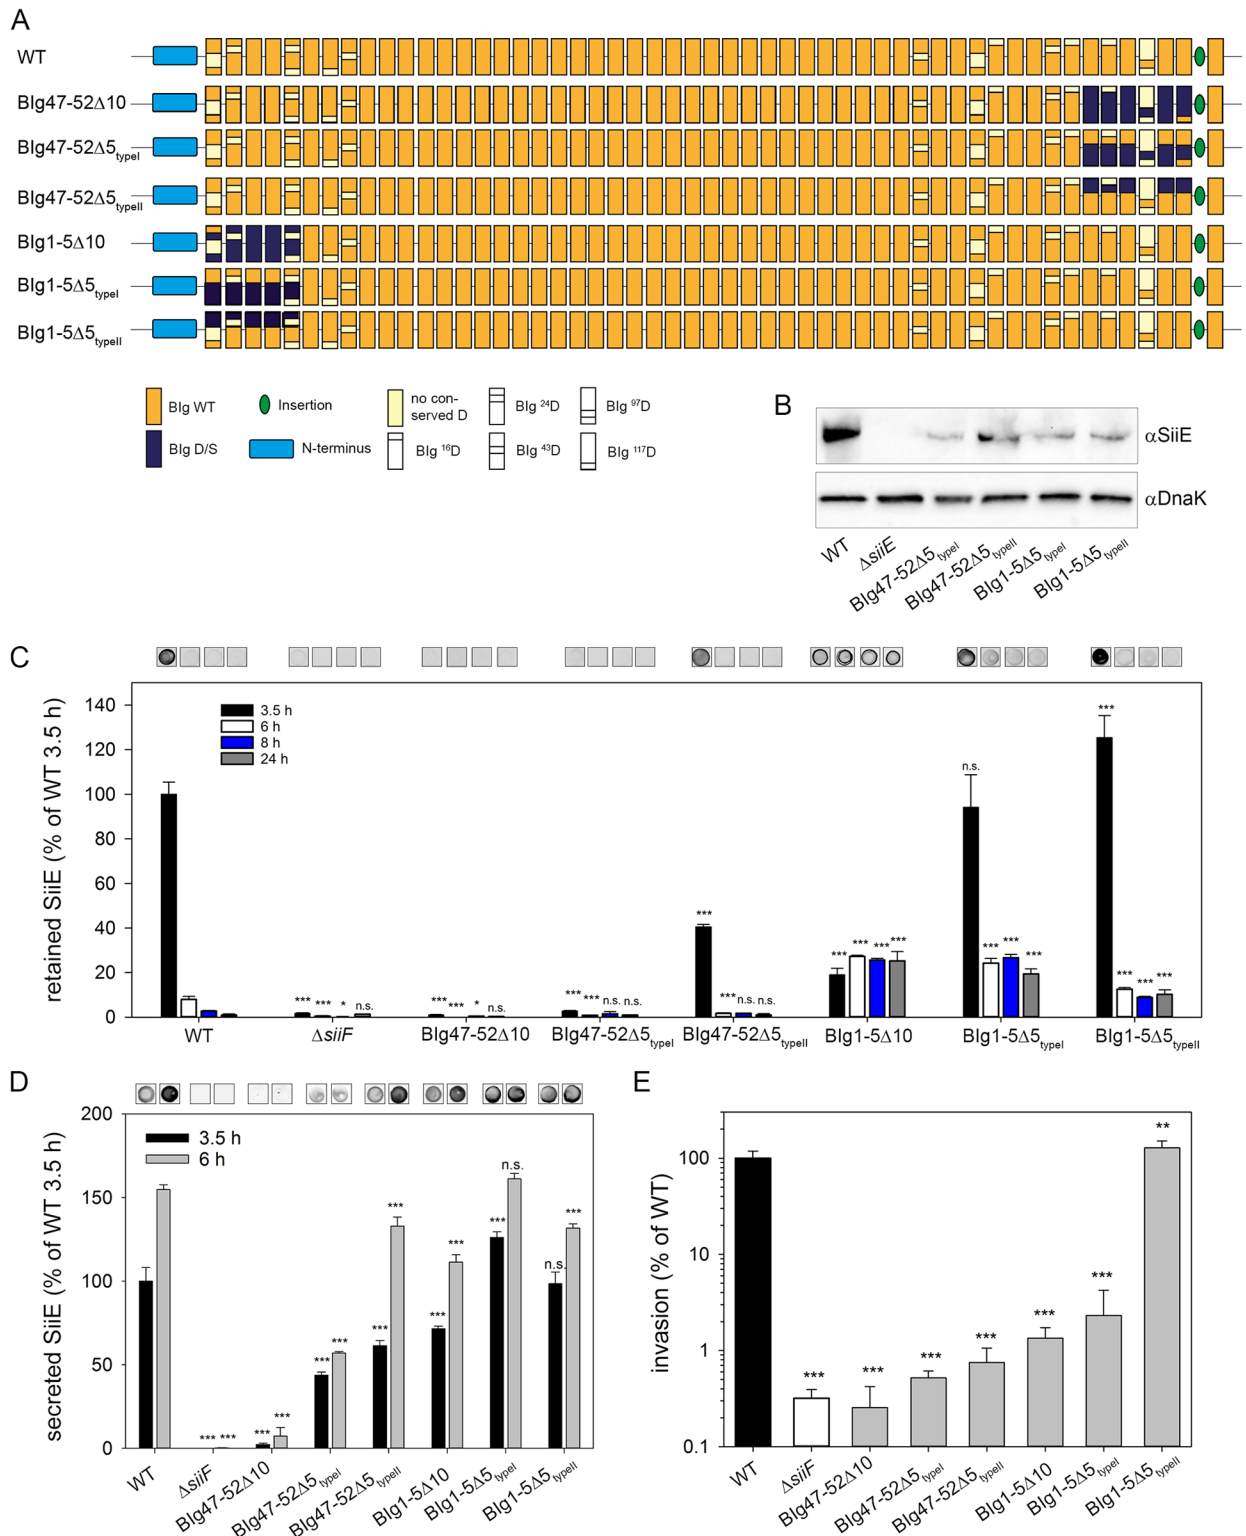 A
WT
BIg47-52Δ10
BIg47-52Δ5typeI
BIg47-52Δ5typeII
BIg1-5Δ10
BIg1-5Δ5typeI
BIg1-5Δ5typeII
BIg WT
Insertion
no con-
served D
BIg 24D
BIg 97D
BIg D/S
N-terminus
BIg 16D
BIg 43D
BIg 117D
B
αSiiE
αDnaK
WT
ΔsiiE
BIg47-52Δ5typeI
BIg47-52Δ5typeII
BIg1-5Δ5typeI
BIg1-5Δ5typeII
C
retained SiiE (% of WT 3.5 h)
140
120
100
80
60
40
20
0
3.5 h
6 h
8 h
24 h
*** *** * n.s.
*** *** * n.s.
*** *** n.s. n.s.
*** *** n.s. n.s.
*** *** *** ***
n.s. *** *** ***
*** *** *** ***
WT
ΔsiiF
BIg47-52Δ10
BIg47-52Δ5typeI
BIg47-52Δ5typeII
BIg1-5Δ10
BIg1-5Δ5typeI
BIg1-5Δ5typeII
D
secreted SiiE (% of WT 3.5 h)
200
150
100
50
0
3.5 h
6 h
*** ***
*** ***
*** ***
*** ***
*** ***
*** n.s.
n.s. ***
WT
ΔsiiF
BIg47-52Δ10
BIg47-52Δ5typeI
BIg47-52Δ5typeII
BIg1-5Δ10
BIg1-5Δ5typeI
BIg1-5Δ5typeII
E
invasion (% of WT)
100
10
1
0.1
***
***
***
***
***
***
**
WT
ΔsiiF
BIg47-52Δ10
BIg47-52Δ5typeI
BIg47-52Δ5typeII
BIg1-5Δ10
BIg1-5Δ5typeI
BIg1-5Δ5typeII